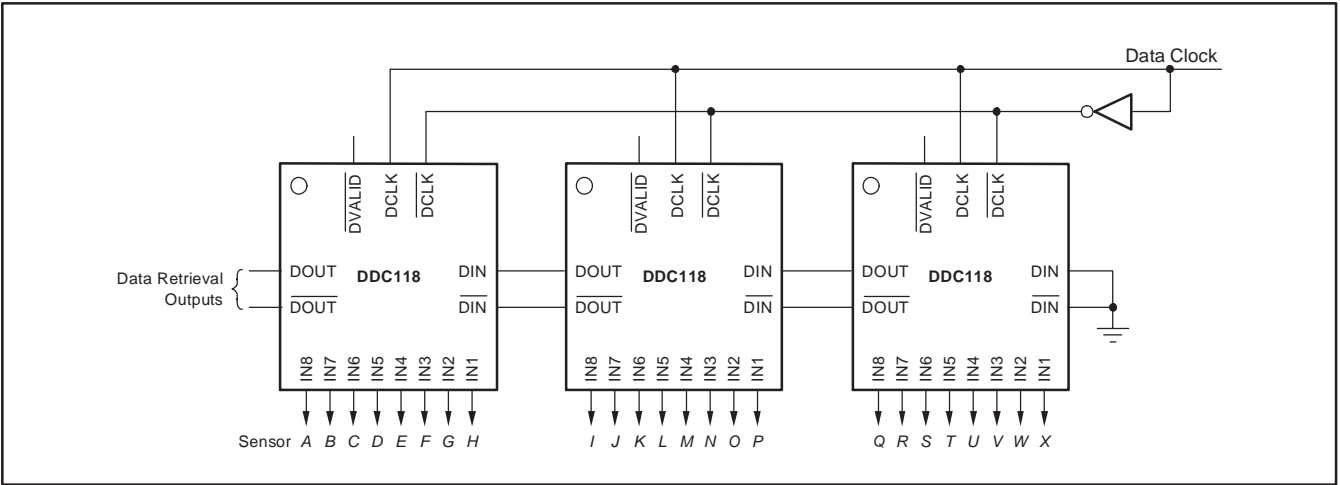 Data Clock
DVALID DCLK DCLK DVALID DCLK DCLK DVALID DCLK DCLK
Data Retrieval
Outputs
DOUT DDC118 DIN DOUT DDC118 DIN DOUT DDC118 DIN
DOUT DIN DOUT DIN DOUT DIN
IN8 IN7 IN6 IN5 IN4 IN3 IN2 IN1 IN8 IN7 IN6 IN5 IN4 IN3 IN2 IN1 IN8 IN7 IN6 IN5 IN4 IN3 IN2 IN1
Sensor A B C D E F G H I J K L M N O P Q R S T U V W X